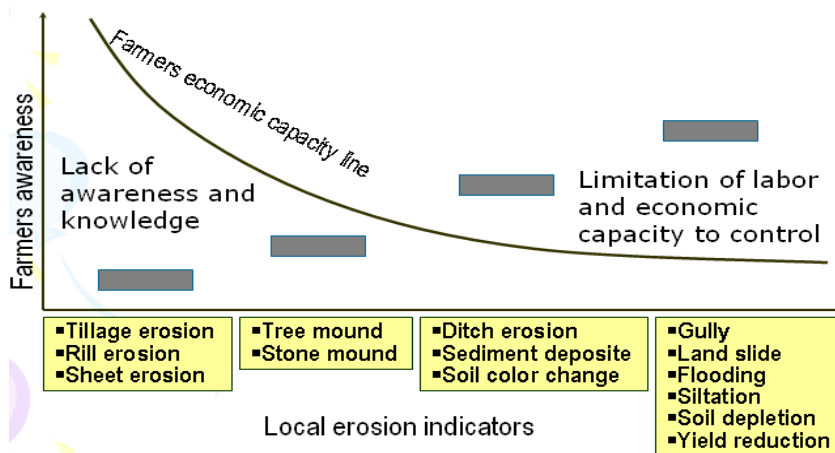 Farmers awareness
Farmers economic capacity line
Lack of
awareness and
knowledge
Limitation of labor
and economic
capacity to control
▪Tillage erosion
▪Rill erosion
▪Sheet erosion
▪Tree mound
▪Stone mound
▪Ditch erosion
▪Sediment deposite
▪Soil color change
▪Gully
▪Land slide
▪Flooding
▪Siltation
▪Soil depletion
▪Yield reduction
Local erosion indicators